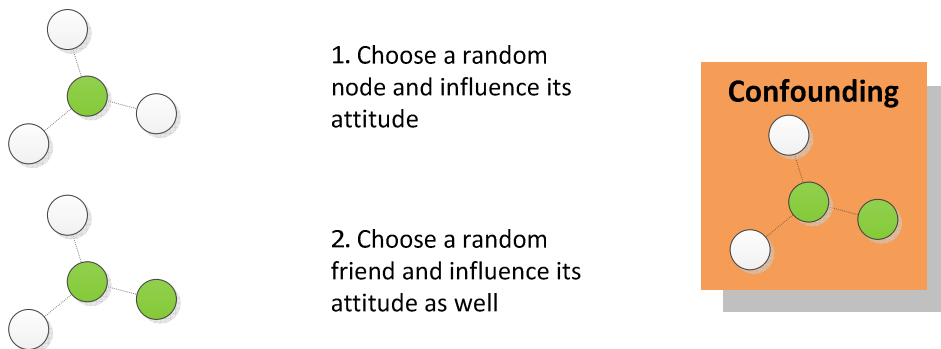 1. Choose a random
node and influence its
attitude
Confounding
2. Choose a random
friend and influence its
attitude as well